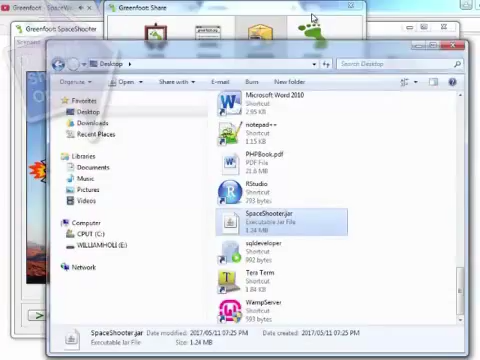 Greenfoot
Greenfoot Share
Greenfoot: SpaceShooter
Scenario
Desktop
Search Desktop
Organize
Open
Share with
E-mail
Burn
New folder
Favorites
Desktop
Downloads
Recent Places
Libraries
Documents
Music
Pictures
Videos
Computer
CPUT (C:)
WILLIAMHOLI (E:)
Network
Microsoft Word 2010
Shortcut
2.95 KB
notepad++
Shortcut
1.15 KB
PHPBook.pdf
PDF File
21.6 MB
RStudio
Shortcut
793 bytes
SpaceShooter.jar
Executable Jar File
1.24 MB
sqldeveloper
Shortcut
902 bytes
Tera Term
Shortcut
1.84 KB
WampServer
Shortcut
793 bytes
SpaceShooter.jar Date modified: 2017/05/11 07:25 PM Date created: 2017/05/11 07:25 PM
Executable Jar File Size: 1.24 MB